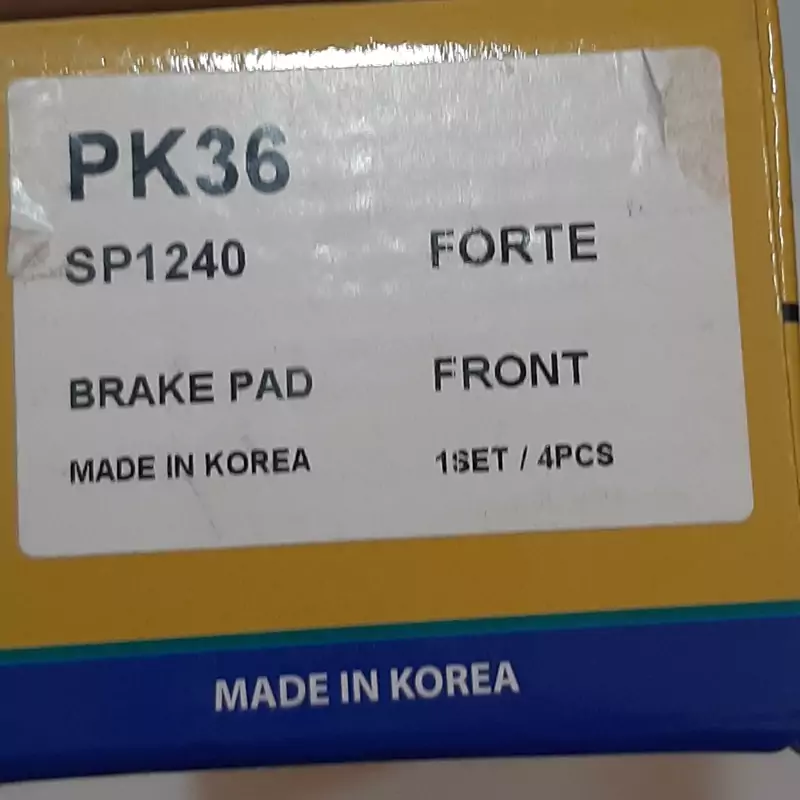 PK36
SP1240 FORTE
BRAKE PAD FRONT
MADE IN KOREA 1SET / 4PCS
MADE IN KOREA